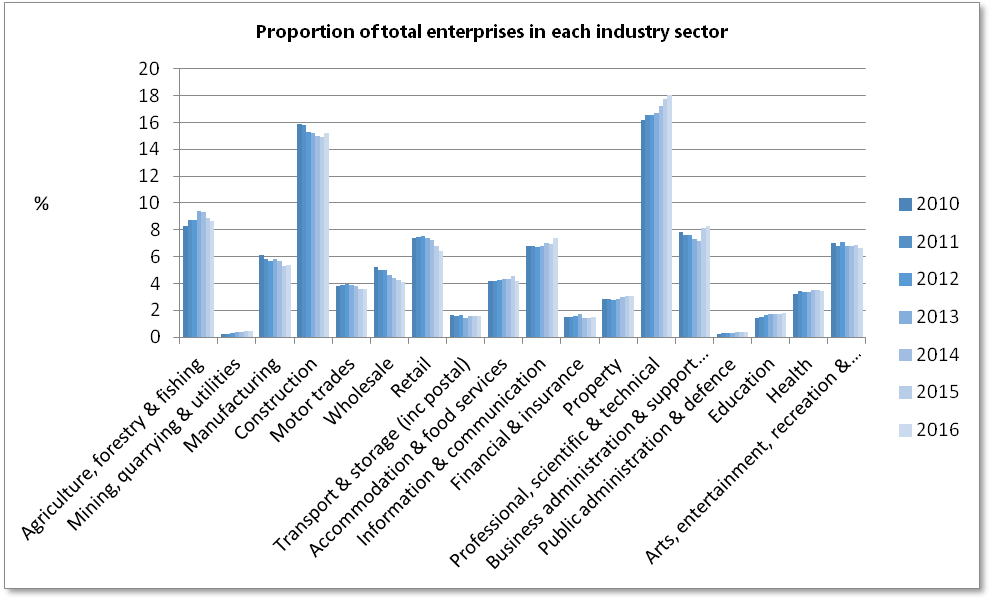 Proportion of total enterprises in each industry sector
20
18
16
14
12
10
8
6
4
2
0
%
Agriculture, forestry & fishing
Mining, quarrying & utilities
Manufacturing
Construction
Motor trades
Wholesale
Retail
Transport & storage (inc postal)
Accommodation & food services
Information & communication
Financial & insurance
Property
Professional, scientific & technical
Business administration & support...
Public administration & defence
Education
Health
Arts, entertainment, recreation &...
2010
2011
2012
2013
2014
2015
2016